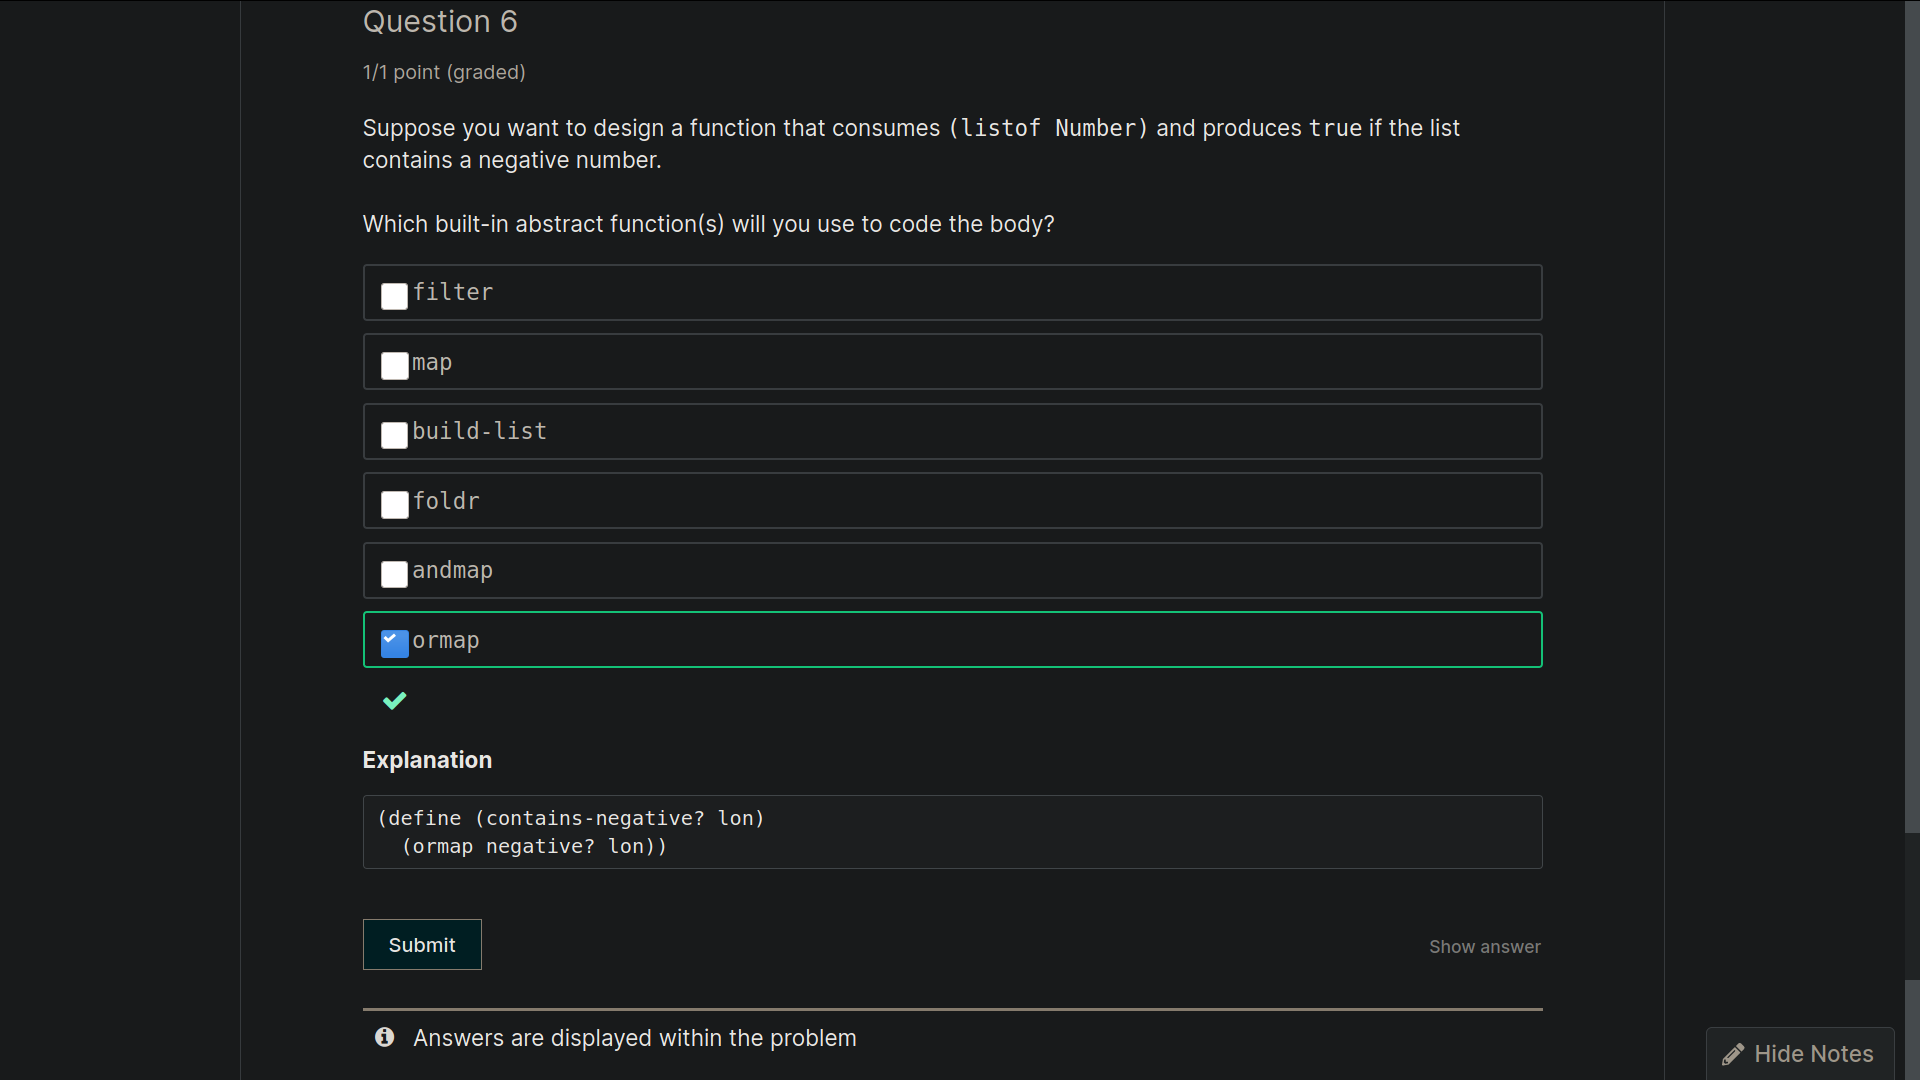 Question 6
1/1 point (graded)
Suppose you want to design a function that consumes (listof Number) and produces true if the list
contains a negative number.
Which built-in abstract function(s) will you use to code the body?
filter
map
build-list
foldr
andmap
ormap
Explanation
(define (contains-negative? lon)
  (ormap negative? lon))
Submit
Show answer
Answers are displayed within the problem
Hide Notes